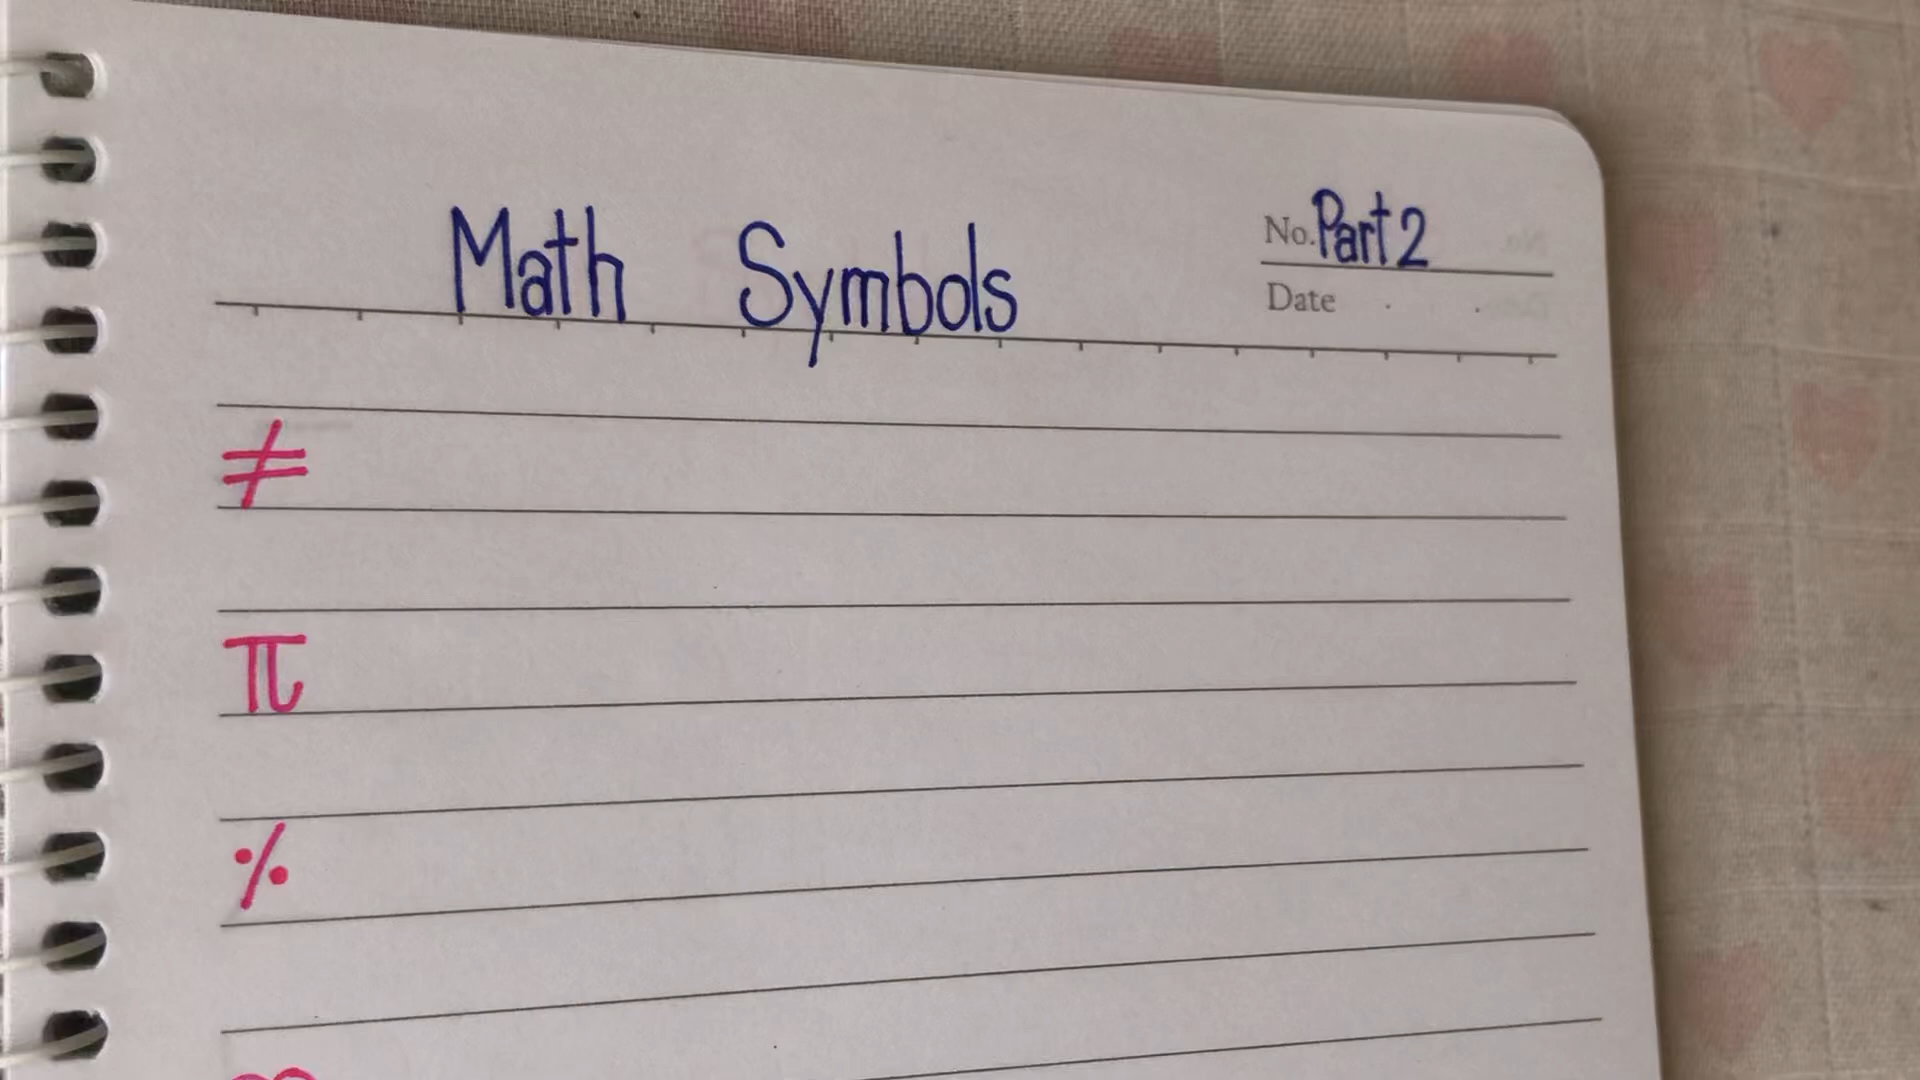 Math Symbols
No. Part 2
Date
≠
π
%